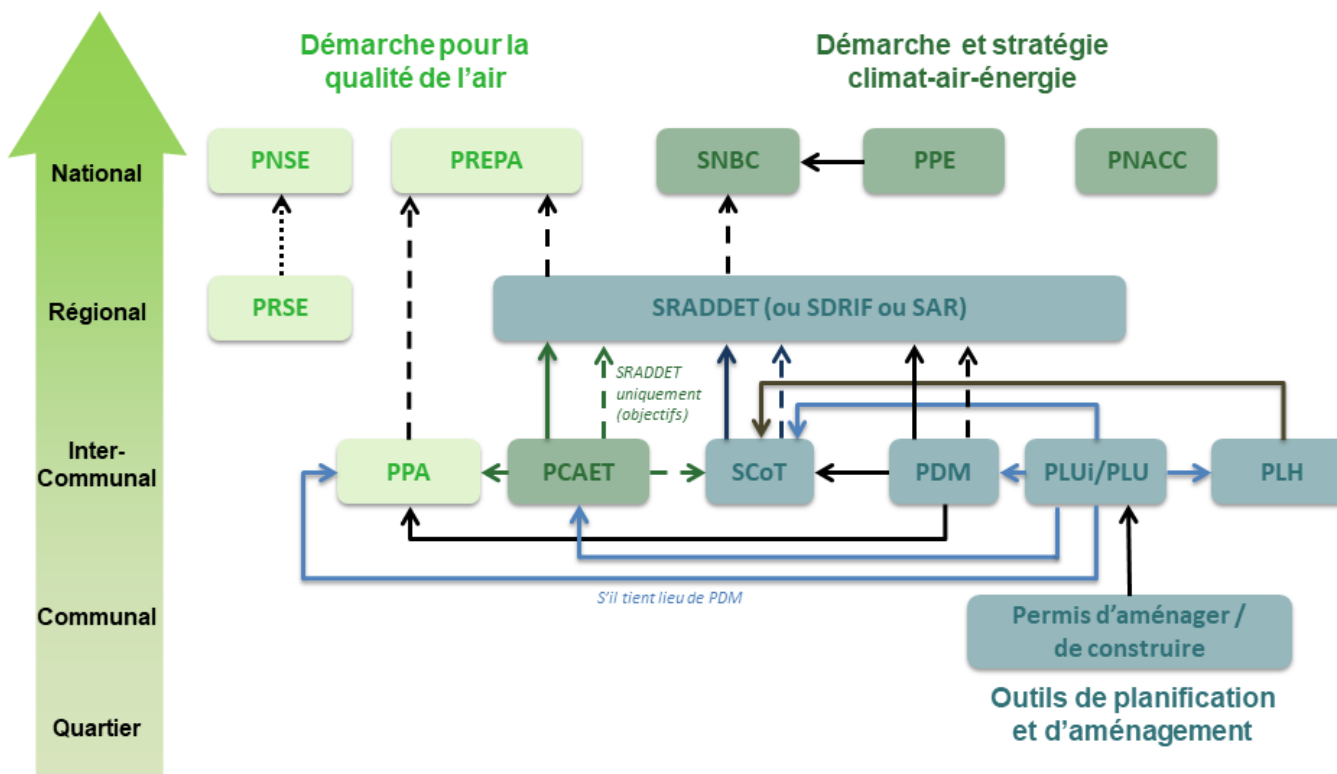 Démarche pour la
qualité de l'air
Démarche et stratégie
climat-air-énergie
National
PNSE
PREPA
SNBC
PPE
PNACC
Régional
PRSE
SRADDET (ou SDRIF ou SAR)
SRADDET
uniquement
(objectifs)
Inter-
Communal
PPA
PCAET
SCoT
PDM
PLUi/PLU
PLH
S'il tient lieu de PDM
Communal
Permis d'aménager /
de construire
Quartier
Outils de planification
et d'aménagement